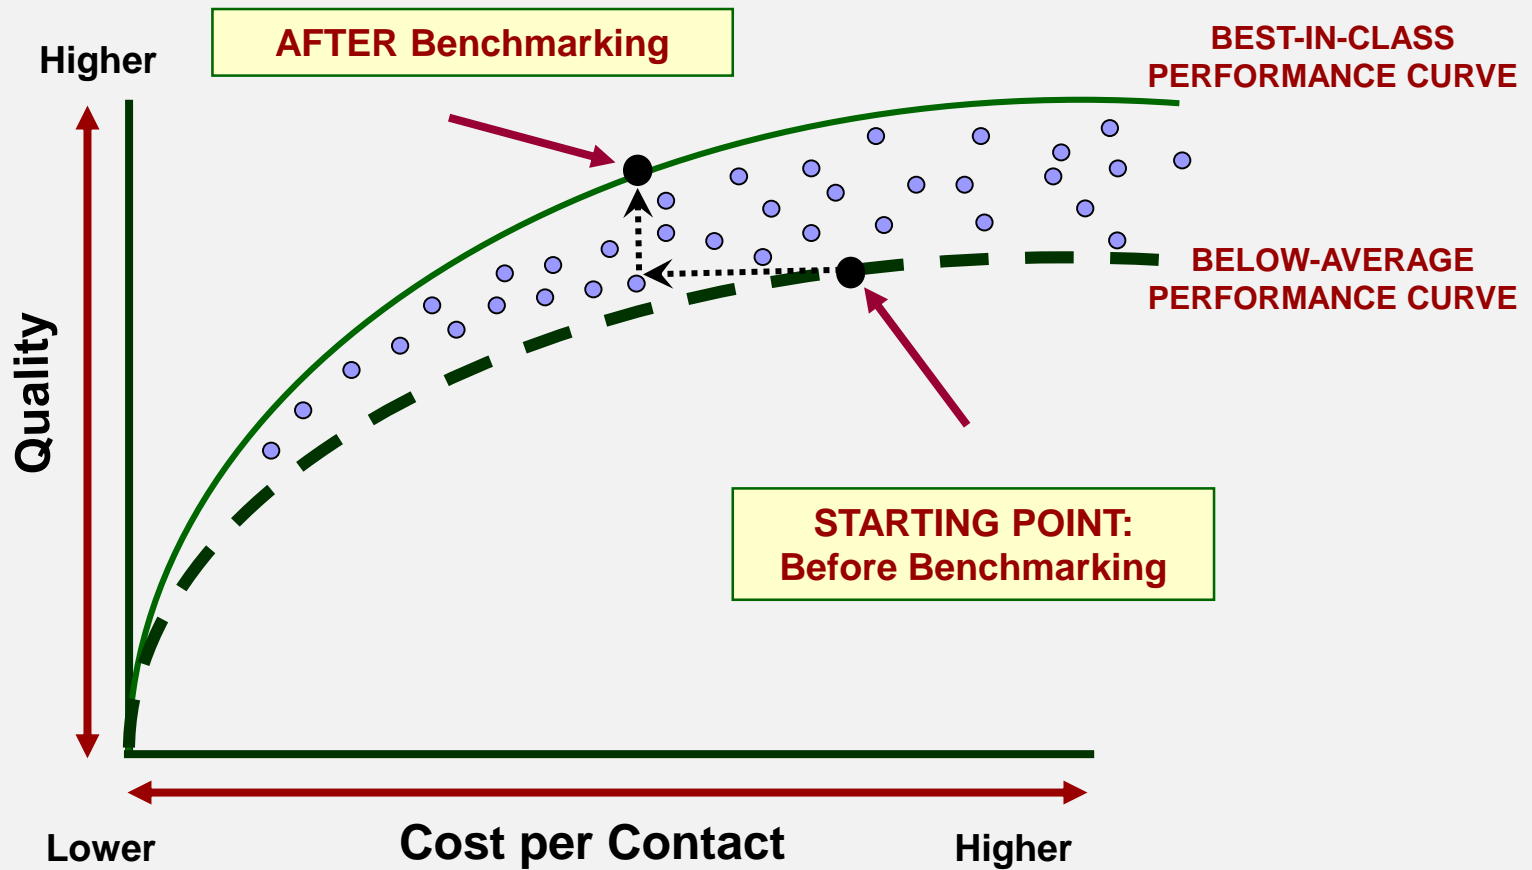 AFTER Benchmarking
BEST-IN-CLASS
PERFORMANCE CURVE
Higher
BELOW-AVERAGE
PERFORMANCE CURVE
Quality
STARTING POINT:
Before Benchmarking
Lower
Cost per Contact
Higher